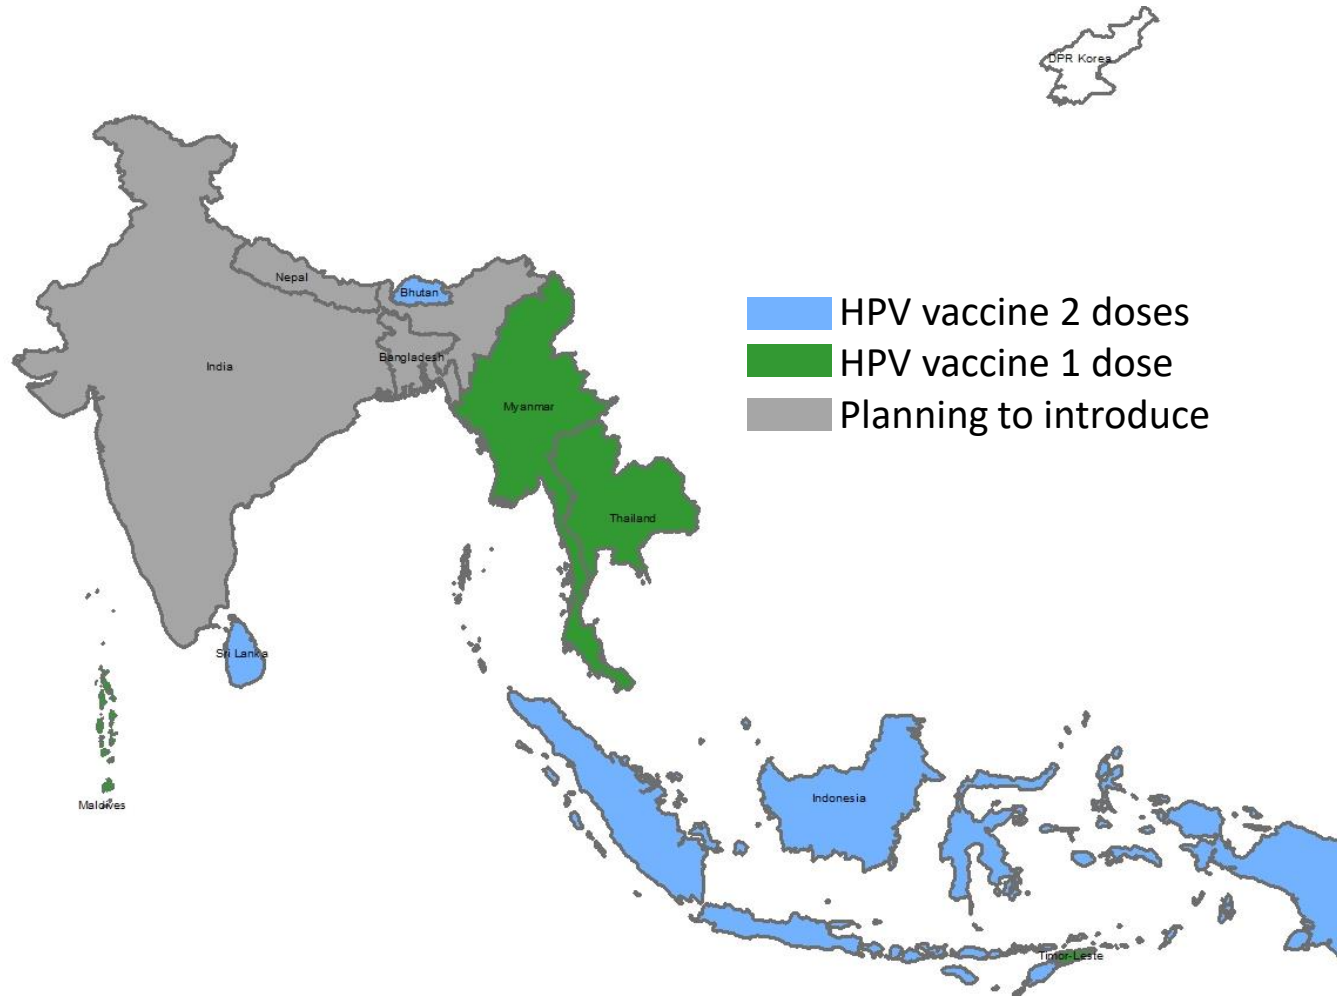 DPR Korea
Nepal
Bhutan
HPV vaccine 2 doses
HPV vaccine 1 dose
Planning to introduce
Bangladesh
India
Myanmar
Thailand
Sri Lanka
Maldives
Indonesia
Timor-Leste